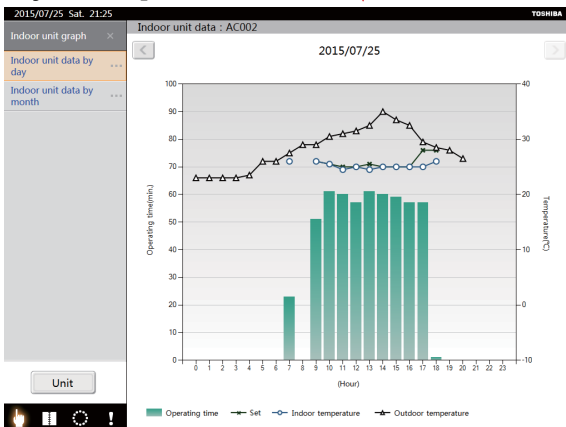 2015/07/25 Sat. 21:25
TOSHIBA
Indoor unit graph ×
Indoor unit data : AC002
Indoor unit data by
day ...
Indoor unit data by
month ...
< 2015/07/25 >
100
90
80
70
60
50
40
30
20
10
0
Operating time(min.)
40
30
20
10
0
-10
Temperature(℃)
0 1 2 3 4 5 6 7 8 9 10 11 12 13 14 15 16 17 18 19 20 21 22 23
(Hour)
Operating time Set Indoor temperature Outdoor temperature
Unit